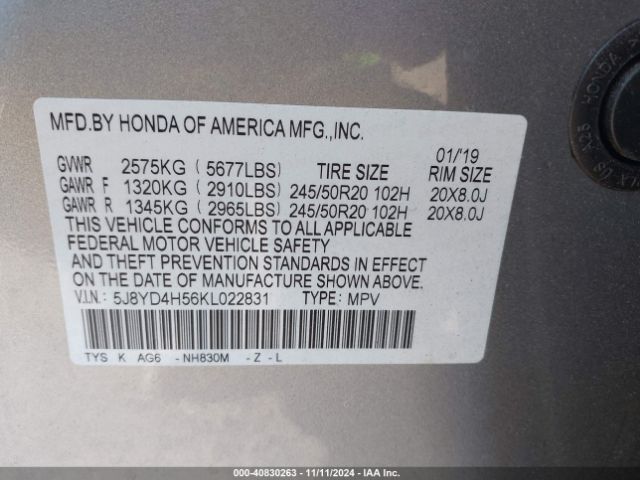 MFD.BY HONDA OF AMERICA MFG.,INC.
01/'19
GVWR 2575KG ( 5677LBS) TIRE SIZE RIM SIZE
GAWR F 1320KG ( 2910LBS) 245/50R20 102H 20X8.0J
GAWR R 1345KG ( 2965LBS) 245/50R20 102H 20X8.0J
THIS VEHICLE CONFORMS TO ALL APPLICABLE
FEDERAL MOTOR VEHICLE SAFETY
AND THEFT PREVENTION STANDARDS IN EFFECT
ON THE DATE OF MANUFACTURE SHOWN ABOVE.
V.I.N.: 5J8YD4H56KL022831 TYPE: MPV
TYS K AG6 -NH830M - Z - L
HONDA
000-40830263 - 11/11/2024 - IAA Inc.